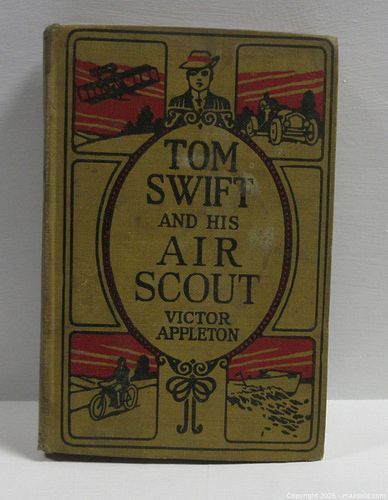 TOM
SWIFT
AND HIS
AIR
SCOUT
VICTOR
APPLETON
Copyright © 2025 - maxsold.com